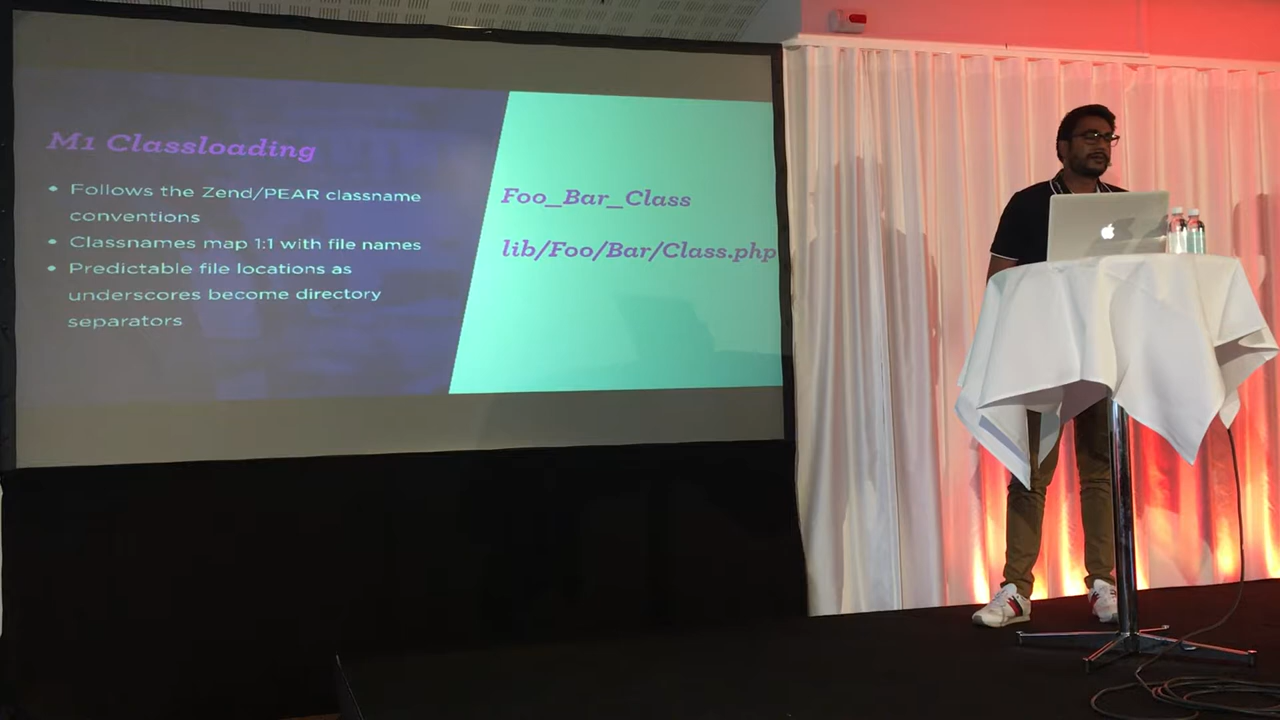 M1 Classloading
• Follows the Zend/PEAR classname
conventions
• Classnames map 1:1 with file names
• Predictable file locations as
underscores become directory
separators
Foo_Bar_Class
lib/Foo/Bar/Class.php